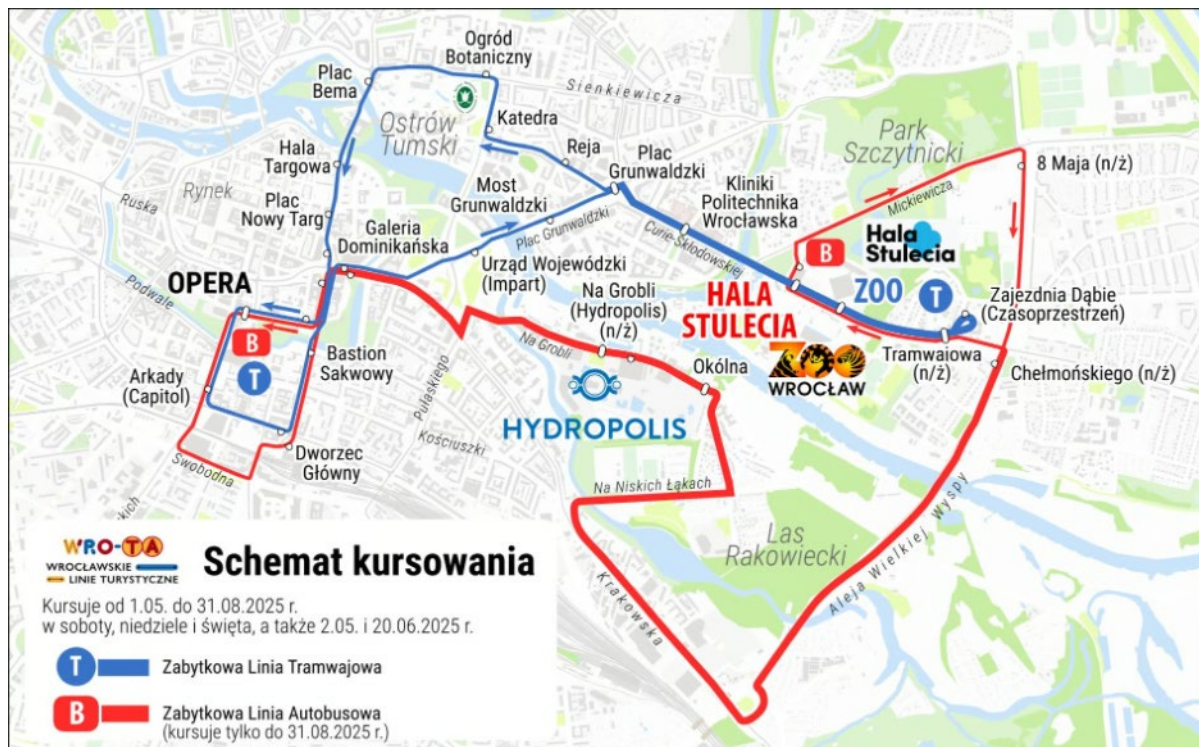 Ogród
Botaniczny
Plac
Bema
Sienkiewicza
Katedra
Ostrów
Tumski
Park
Szczytnicki
Hala
Targowa
Reja
Plac
Grunwaldzki
8 Maja (n/ż)
Rynek
Most
Grunwaldzki
Kliniki
Politechnika
Wrocławska
Mickiewicza
Ruska
Plac
Nowy Targ
Galeria
Dominikańska
Plac Grunwaldzki
Curie-Skłodowskiej
B
Hala
Stulecia
Urząd Wojewódzki
(Impart)
OPERA
Podwale
Na Grobli
(Hydropolis)
(n/ż)
HALA
STULECIA
ZOO
T
Zajezdnia Dąbie
(Czasoprzestrzeń)
B
T
Bastion
Sakwowy
Na Grobli
ZOO
WROCŁAW
Tramwajowa
(n/ż)
Chełmońskiego (n/ż)
Arkady
(Capitol)
Pułaskiego
Okólna
HYDROPOLIS
Kościuszki
Dworzec
Główny
Swobodna
Na Niskich Łąkach
Las
Rakowiecki
Aleja Wielkiej Wyspy
Krakowska
WRO-TA
WROCŁAWSKIE
LINIE TURYSTYCZNE
Schemat kursowania
Kursuje od 1.05. do 31.08.2025 r.
w soboty, niedziele i święta, a także 2.05. i 20.06.2025 r.
T Zabytkowa Linia Tramwajowa
B Zabytkowa Linia Autobusowa
(kursuje tylko do 31.08.2025 r.)